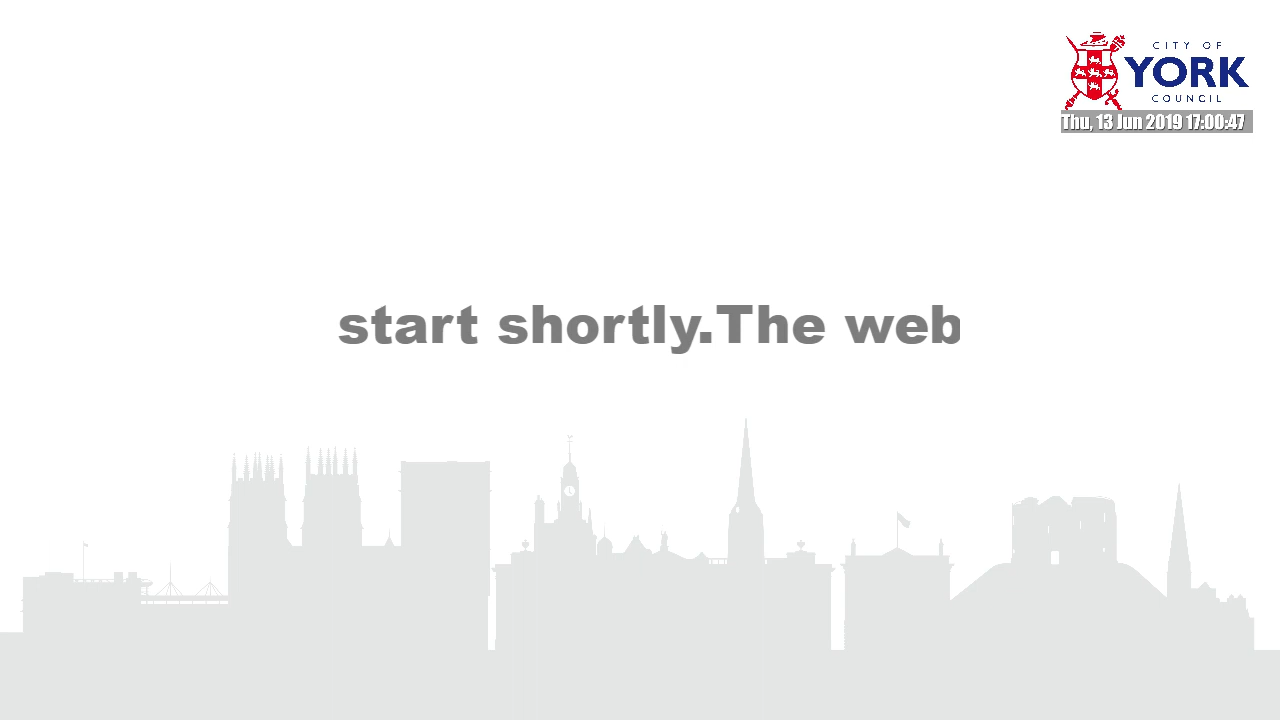 CITY OF
YORK
COUNCIL
Thu, 13 Jun 2019 17:00:47
start shortly.The web